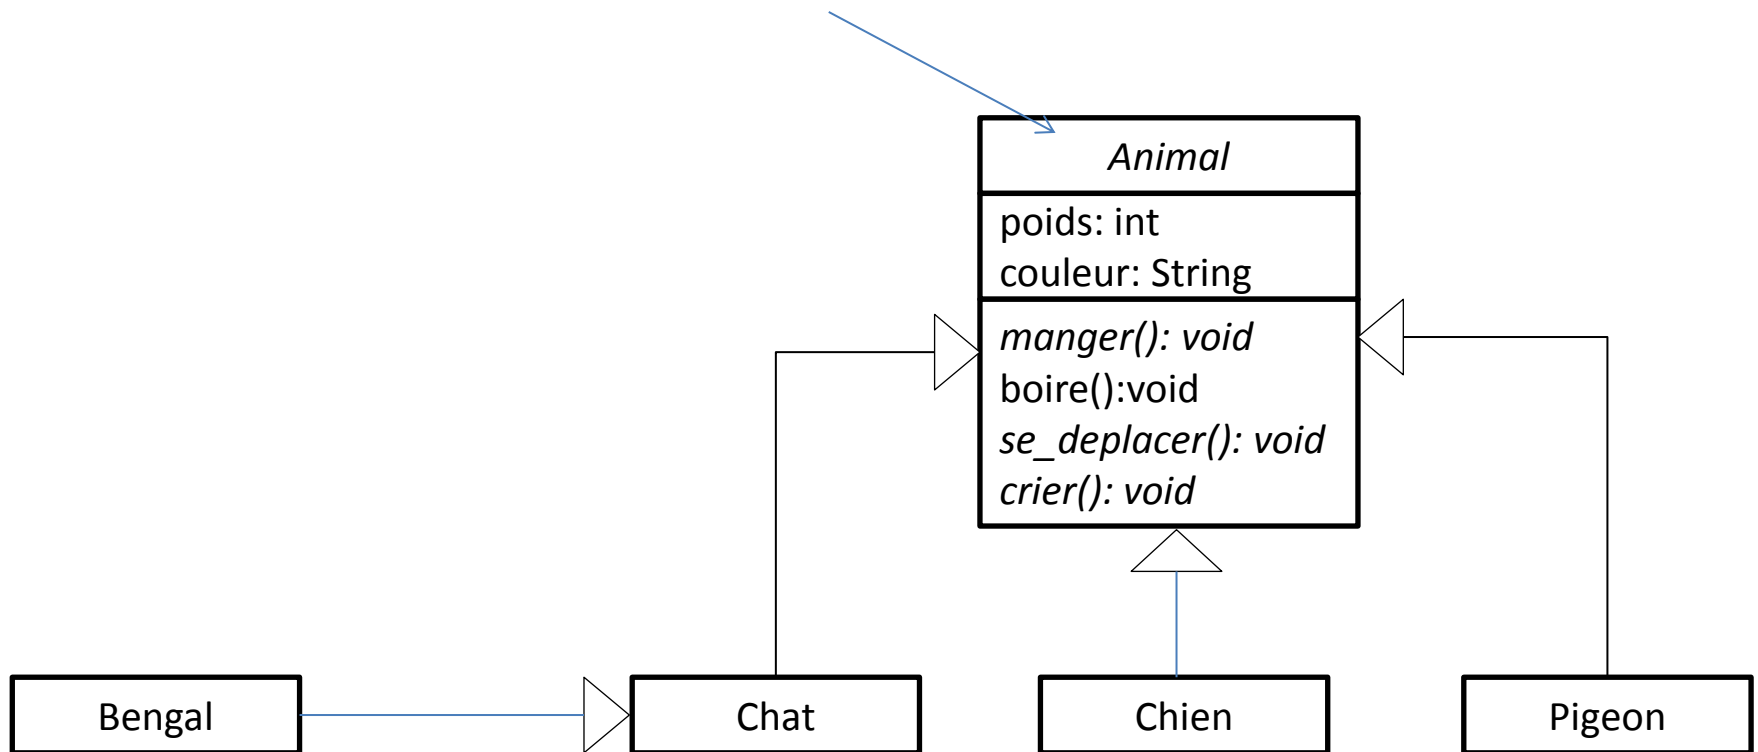 Animal
poids: int
couleur: String
manger(): void
boire():void
se_deplacer(): void
crier(): void
Bengal
Chat
Chien
Pigeon